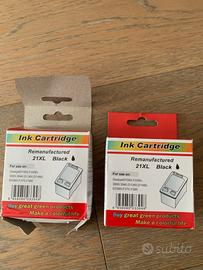 Ink Cartridge
Remanufactured
21XL Black
For use on:
Buy great green products
Make a colorful life
Ink Cartridge
Remanufactured
21XL Black
For use on:
Buy great green products
Make a colorful life
subito